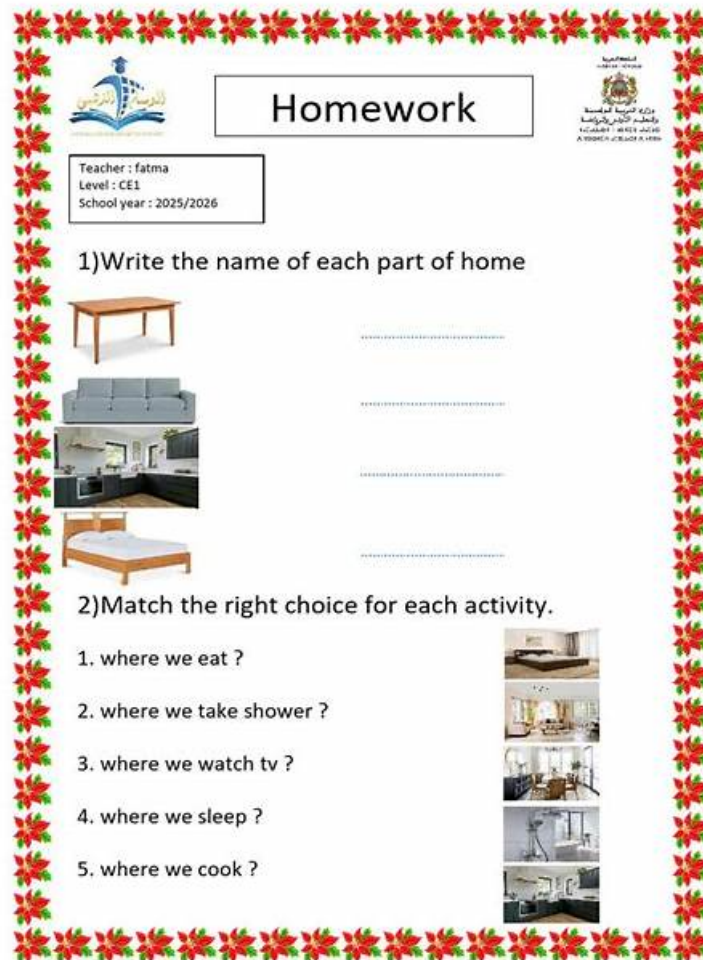 Homework
Teacher : fatma
Level : CE1
School year : 2025/2026
1)Write the name of each part of home
2)Match the right choice for each activity.
1. where we eat ?
2. where we take shower ?
3. where we watch tv ?
4. where we sleep ?
5. where we cook ?